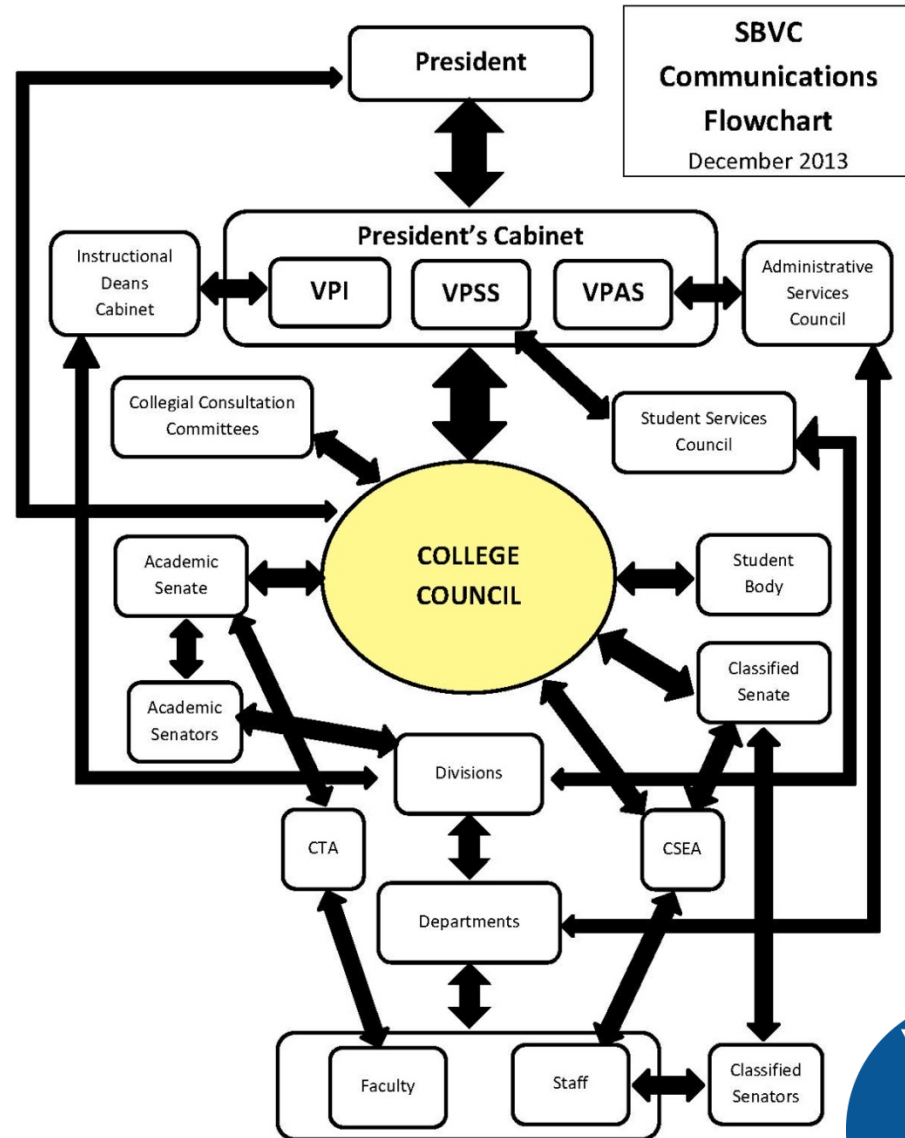 SBVC
Communications
Flowchart
December 2013
President
President's Cabinet
VPI
VPSS
VPAS
Instructional
Deans
Cabinet
Administrative
Services
Council
Collegial Consultation
Committees
Student Services
Council
COLLEGE
COUNCIL
Academic
Senate
Student
Body
Academic
Senators
Classified
Senate
Divisions
CTA
CSEA
Departments
Faculty
Staff
Classified
Senators